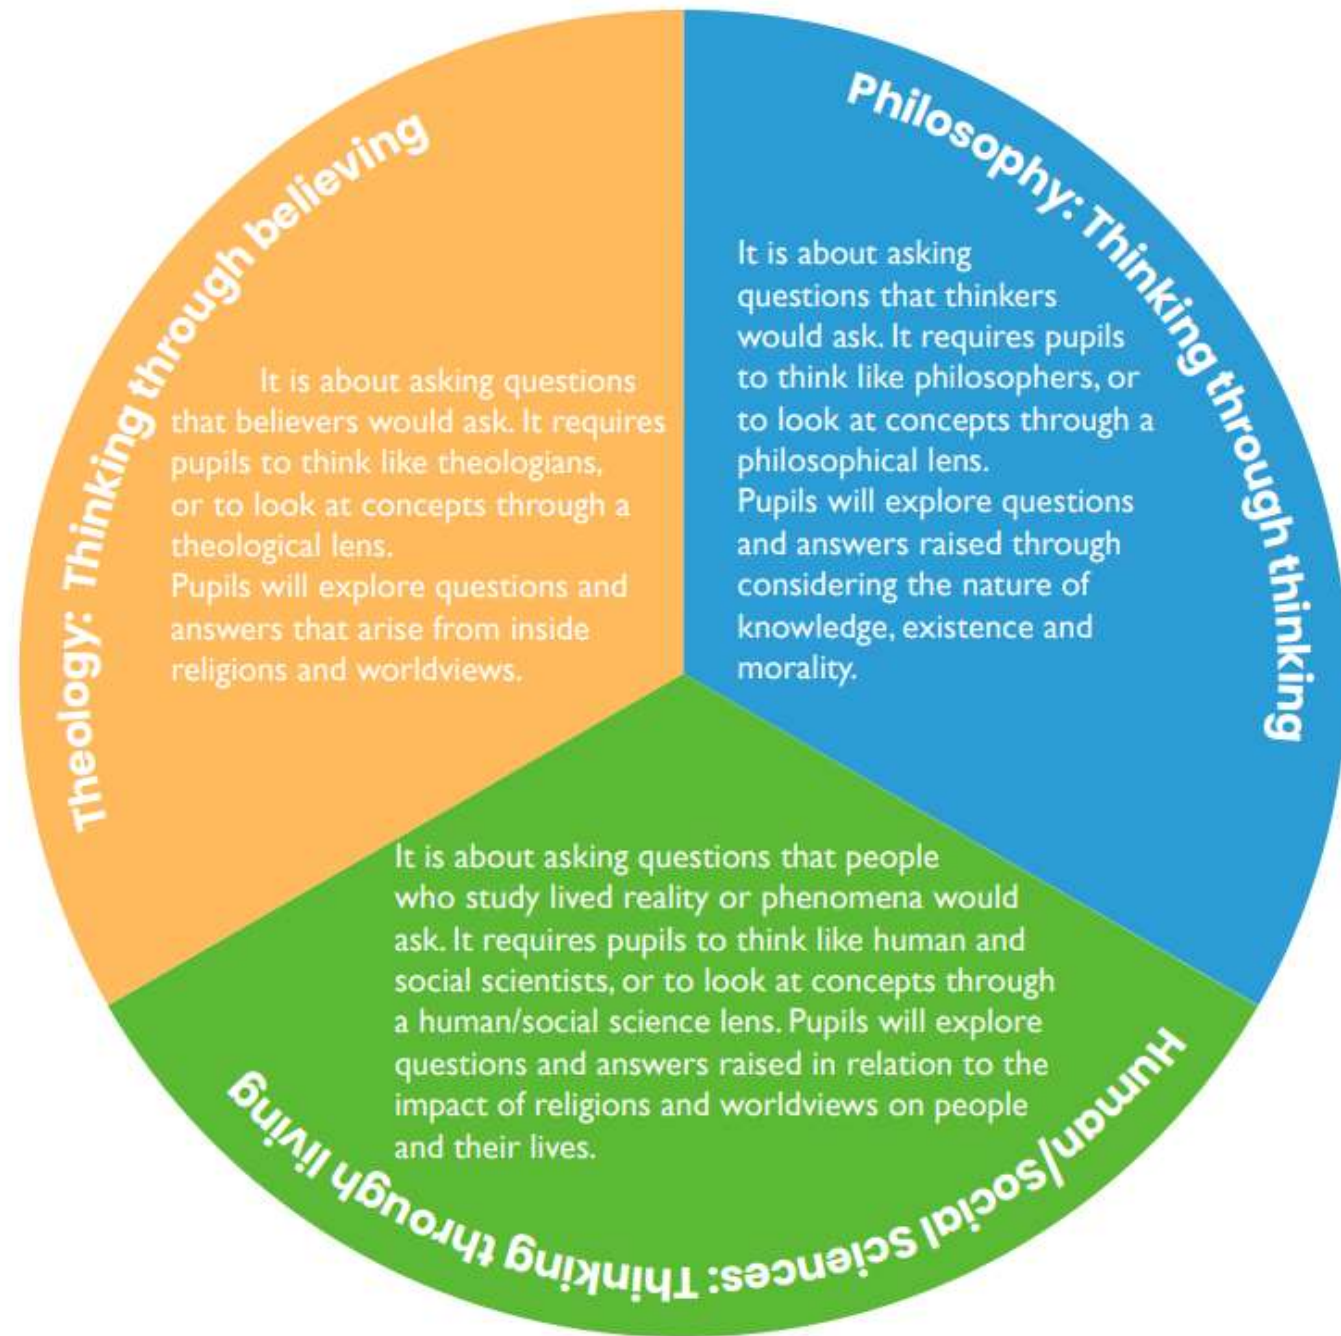 Theology: Thinking through believing
It is about asking questions
that believers would ask. It requires
pupils to think like theologians,
or to look at concepts through a
theological lens.
Pupils will explore questions and
answers that arise from inside
religions and worldviews.
Philosophy: Thinking through thinking
It is about asking
questions that thinkers
would ask. It requires pupils
to think like philosophers, or
to look at concepts through a
philosophical lens.
Pupils will explore questions
and answers raised through
considering the nature of
knowledge, existence and
morality.
It is about asking questions that people
who study lived reality or phenomena would
ask. It requires pupils to think like human and
social scientists, or to look at concepts through
a human/social science lens. Pupils will explore
questions and answers raised in relation to the
impact of religions and worldviews on people
and their lives.
Human/Social Sciences: Thinking through living